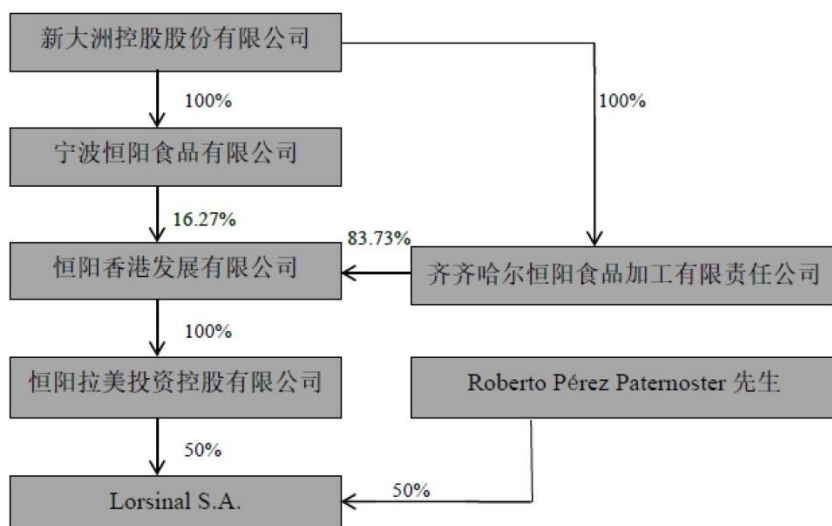 新大洲控股股份有限公司
100%
100%
宁波恒阳食品有限公司
16.27%
83.73%
恒阳香港发展有限公司
齐齐哈尔恒阳食品加工有限责任公司
100%
恒阳拉美投资控股有限公司
Roberto Pérez Paternoster 先生
50%
50%
Lorsinal S.A.